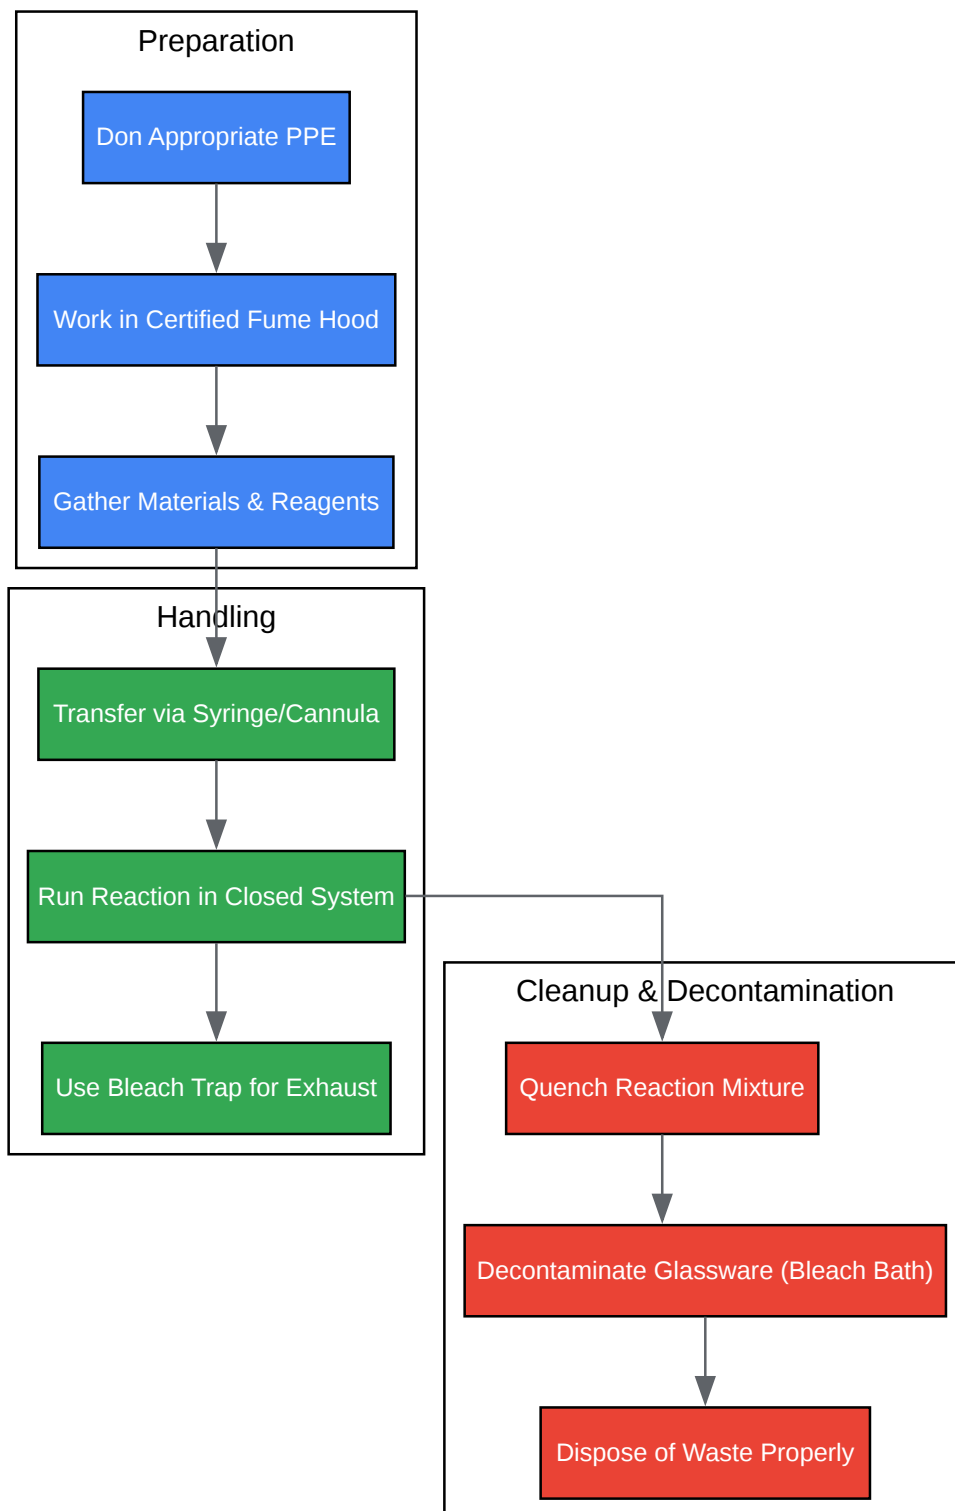 Preparation
Don Appropriate PPE
Work in Certified Fume Hood
Gather Materials & Reagents
Handling
Transfer via Syringe/Cannula
Run Reaction in Closed System
Use Bleach Trap for Exhaust
Cleanup & Decontamination
Quench Reaction Mixture
Decontaminate Glassware (Bleach Bath)
Dispose of Waste Properly